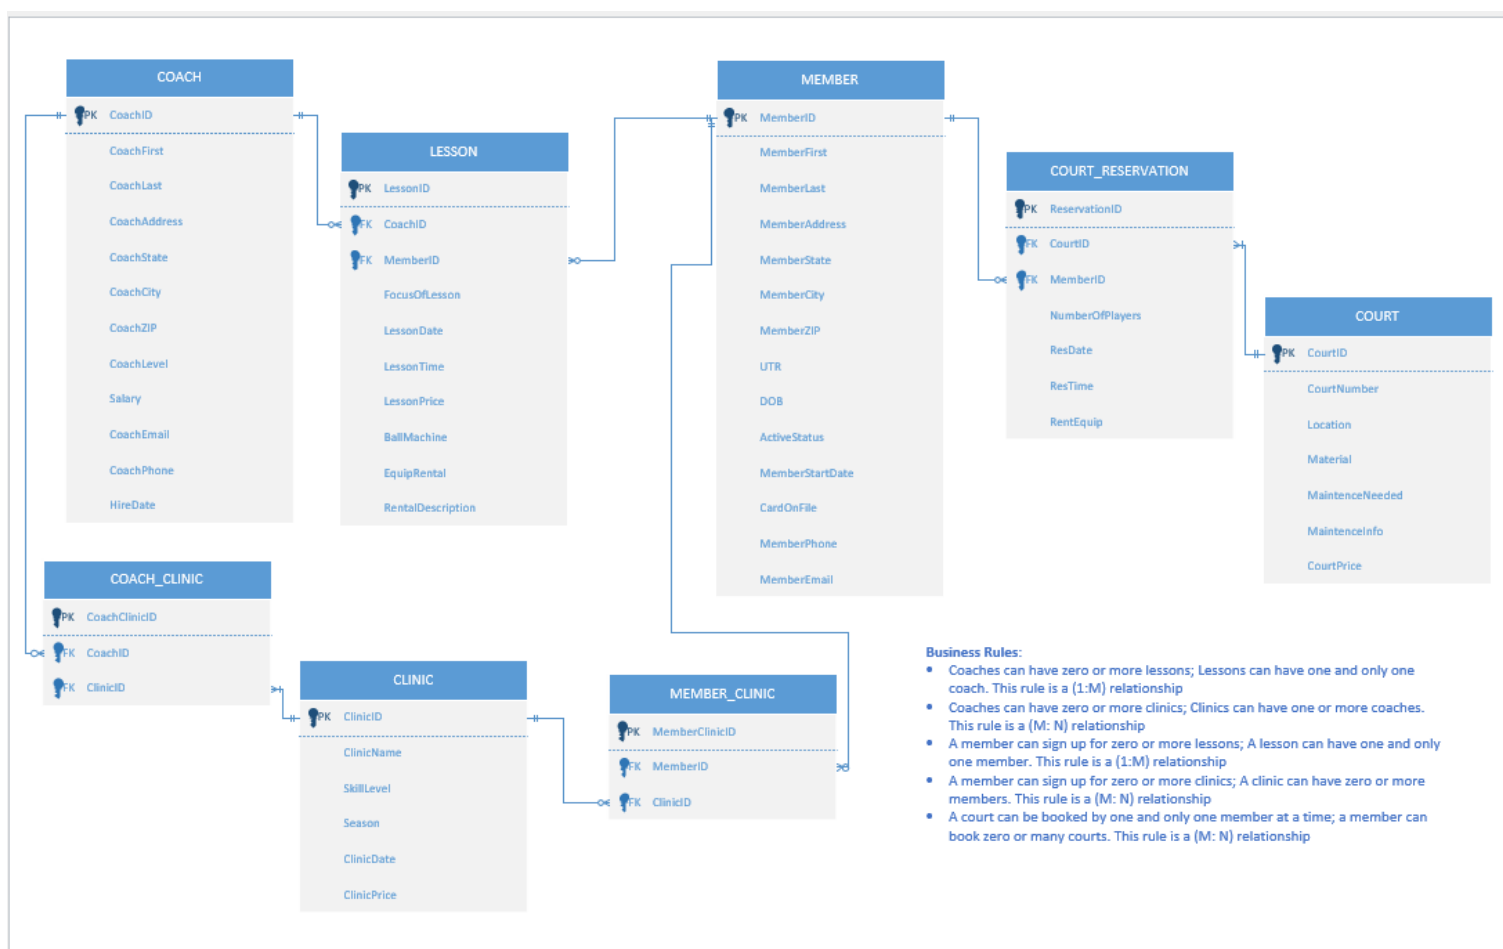 COACH
PK CoachID
CoachFirst
CoachLast
CoachAddress
CoachState
CoachCity
CoachZIP
CoachLevel
Salary
CoachEmail
CoachPhone
HireDate
LESSON
PK LessonID
FK CoachID
FK MemberID
FocusOfLesson
LessonDate
LessonTime
LessonPrice
BallMachine
EquipRental
RentalDescription
MEMBER
PK MemberID
MemberFirst
MemberLast
MemberAddress
MemberState
MemberCity
MemberZIP
UTR
DOB
ActiveStatus
MemberStartDate
CardOnFile
MemberPhone
MemberEmail
COURT_RESERVATION
PK ReservationID
FK CourtID
FK MemberID
NumberOfPlayers
ResDate
ResTime
RentEquip
COURT
PK CourtID
CourtNumber
Location
Material
MaintenceNeeded
MaintenceInfo
CourtPrice
COACH_CLINIC
PK CoachClinicID
FK CoachID
FK ClinicID
CLINIC
PK ClinicID
ClinicName
SkillLevel
Season
ClinicDate
ClinicPrice
MEMBER_CLINIC
PK MemberClinicID
FK MemberID
FK ClinicID
Business Rules:
• Coaches can have zero or more lessons; Lessons can have one and only one
coach. This rule is a (1:M) relationship
• Coaches can have zero or more clinics; Clinics can have one or more coaches.
This rule is a (M: N) relationship
• A member can sign up for zero or more lessons; A lesson can have one and only
one member. This rule is a (1:M) relationship
• A member can sign up for zero or more clinics; A clinic can have zero or more
members. This rule is a (M: N) relationship
• A court can be booked by one and only one member at a time; a member can
book zero or many courts. This rule is a (M: N) relationship